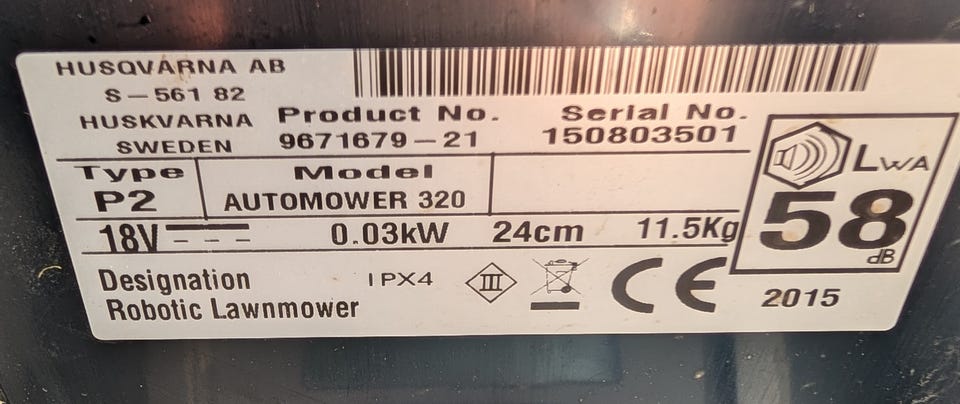 HUSQVARNA AB
S-561 82
HUSKVARNA
SWEDEN
Product No.
9671679-21
Serial No.
150803501
Type
P2
Model
AUTOMOWER 320
LWA
58
dB
18V 0.03kW 24cm 11.5Kg
Designation
Robotic Lawnmower
IPX4
III
CE
2015